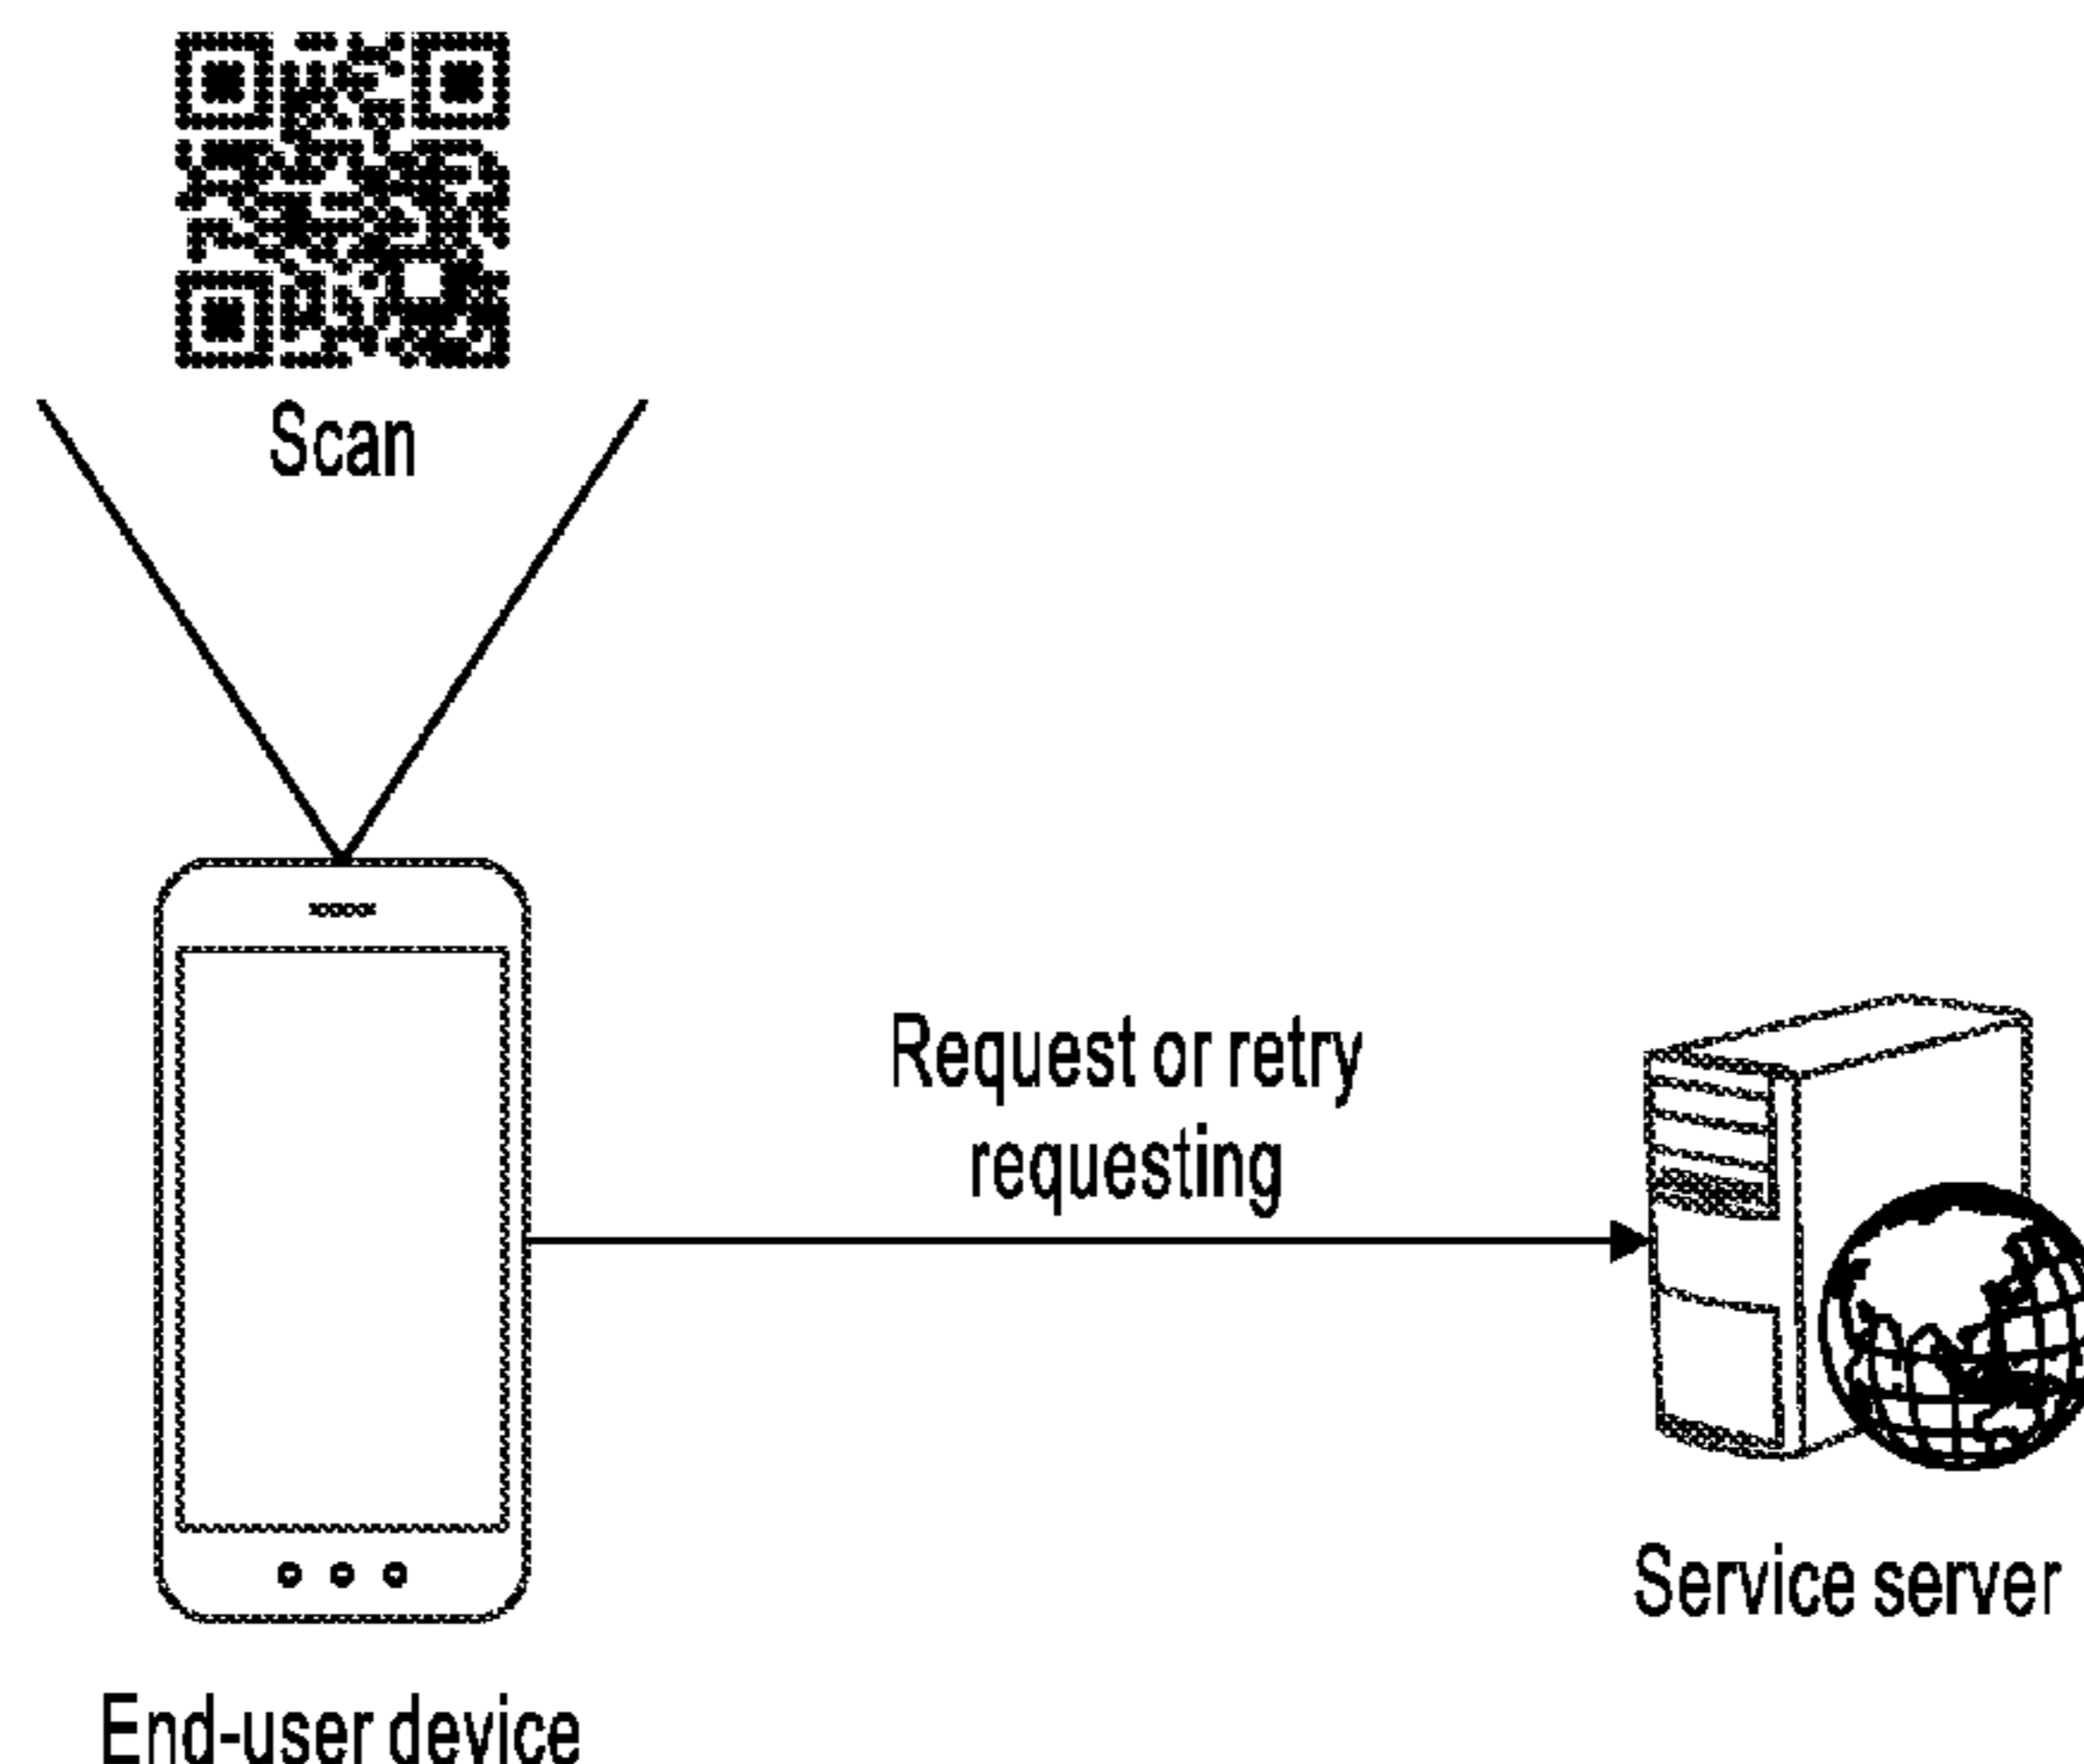 Scan
Request or retry
requesting
Service server
End-user device